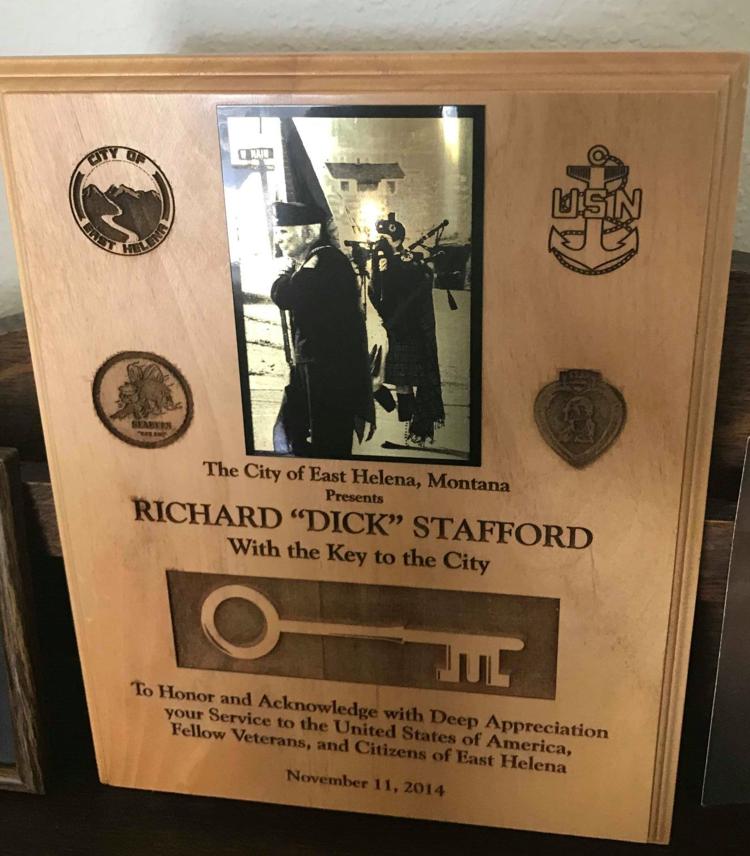 W MAIN
CITY OF
EAST HELENA
USN
SEABEES
"CAN DO"
The City of East Helena, Montana
Presents
RICHARD "DICK" STAFFORD
With the Key to the City
To Honor and Acknowledge with Deep Appreciation
your Service to the United States of America,
Fellow Veterans, and Citizens of East Helena
November 11, 2014